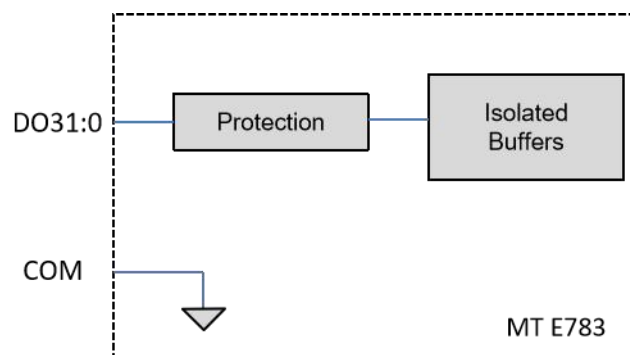 DO31:0
Protection
Isolated
Buffers
COM
MT E783